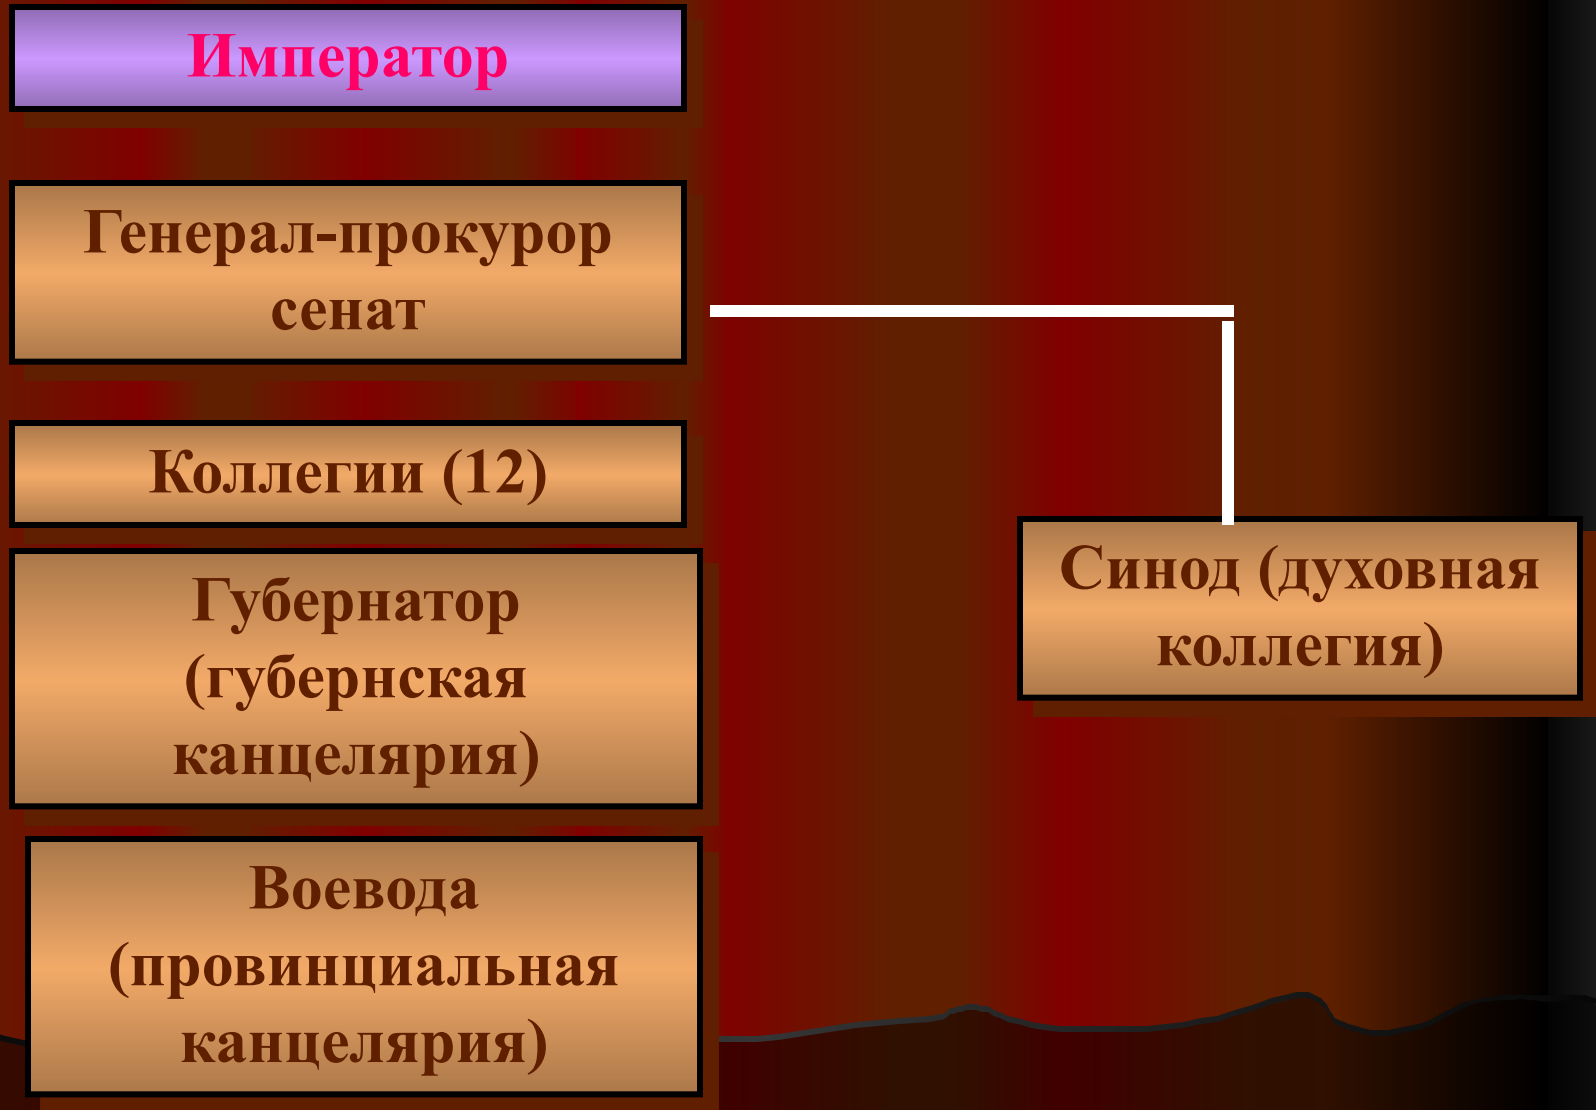 Император
Генерал-прокурор
сенат
Коллегии (12)
Губернатор
(губернская
канцелярия)
Воевода
(провинциальная
канцелярия)
Синод (духовная
коллегия)